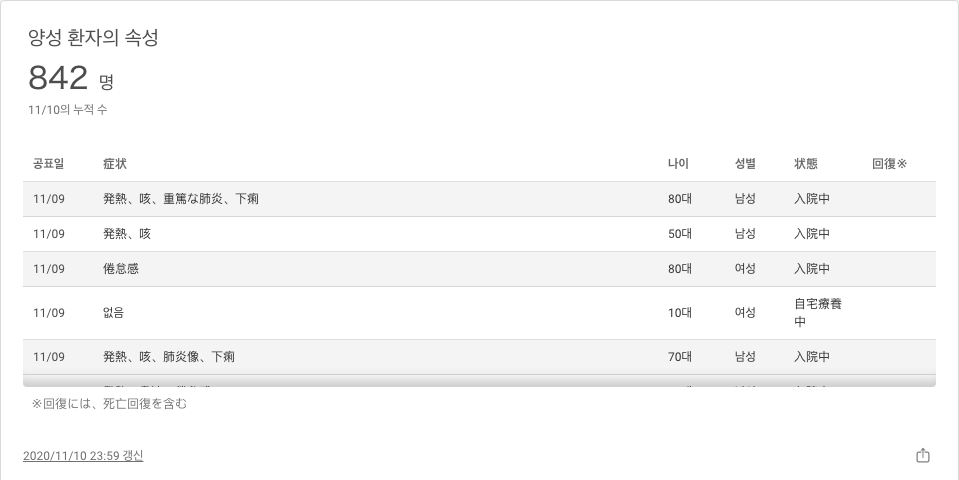 양성 환자의 속성
842 명
11/10의 누적 수
공표일 症状 나이 성별 状態 回復※
11/09 発熱、咳、重篤な肺炎、下痢 80대 남성 入院中
11/09 発熱、咳 50대 남성 入院中
11/09 倦怠感 80대 여성 入院中
11/09 없음 10대 여성 自宅療養
中
11/09 発熱、咳、肺炎像、下痢 70대 남성 入院中
※回復には、死亡回復を含む
2020/11/10 23:59 갱신